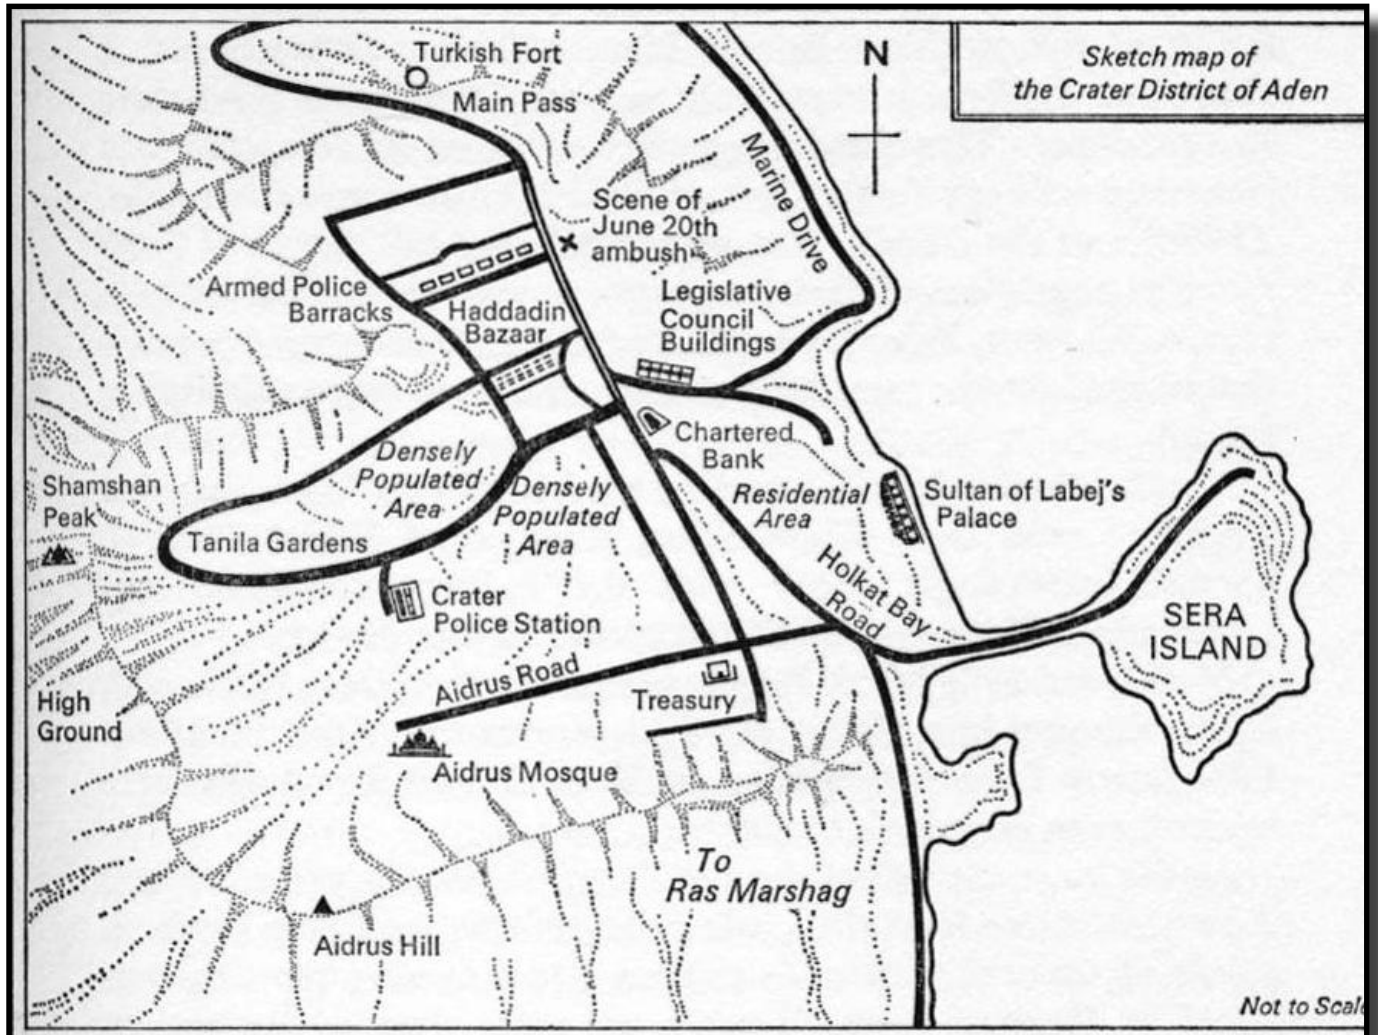 Sketch map of
the Crater District of Aden
N
Turkish Fort
Main Pass
Marine Drive
Scene of
June 20th
ambush
Armed Police
Barracks
Haddadin
Bazaar
Legislative
Council
Buildings
Chartered
Bank
Densely
Populated
Area
Densely
Populated
Area
Residential
Area
Shamshan
Peak
Tanila Gardens
Sultan of Labej's
Palace
Holkat Bay
Road
Crater
Police Station
SERA
ISLAND
Aidrus Road
Treasury
High
Ground
Aidrus Mosque
To
Ras Marshag
Aidrus Hill
Not to Scale